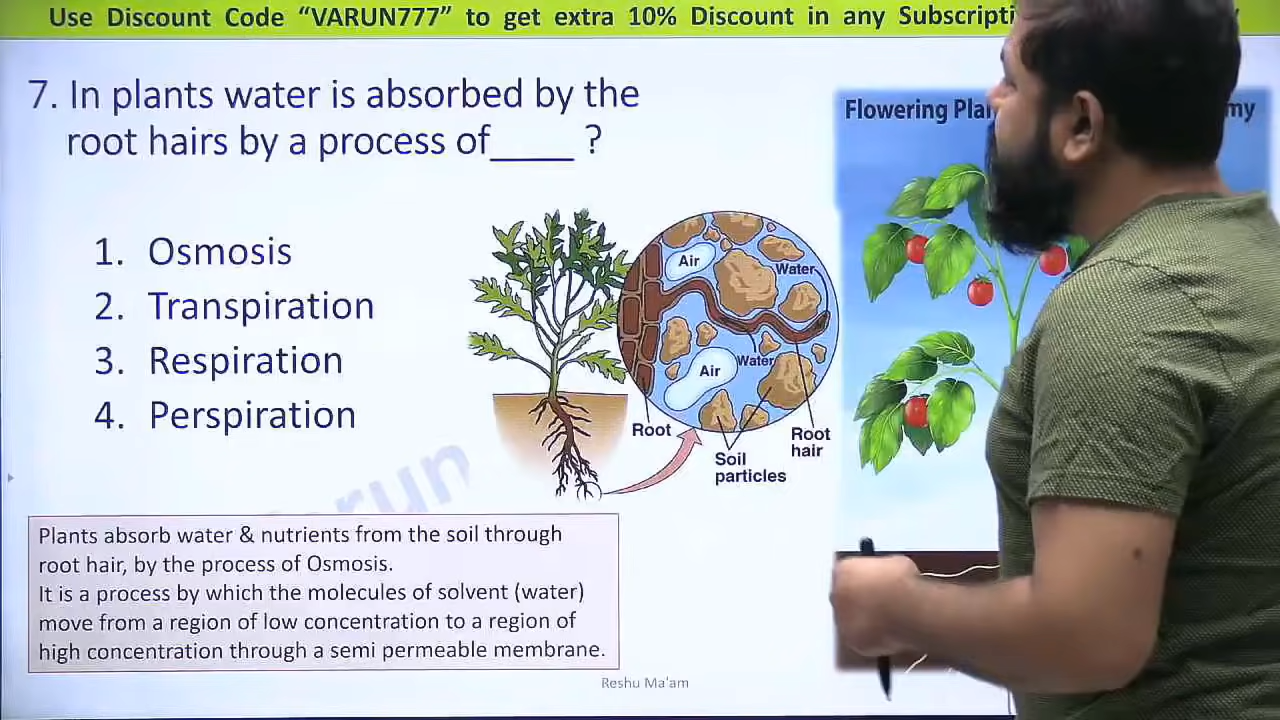 Use Discount Code “VARUN777” to get extra 10% Discount in any
7. In plants water is absorbed by the
root hairs by a process of____ ?
1. Osmosis
2. Transpiration
3. Respiration
4. Perspiration
Air
Water
Water
Air
Root
Root
hair
Soil
particles
Flowering
Plants absorb water & nutrients from the soil through
root hair, by the process of Osmosis.
It is a process by which the molecules of solvent (water)
move from a region of low concentration to a region of
high concentration through a semi permeable membrane.
Reshu Ma'am